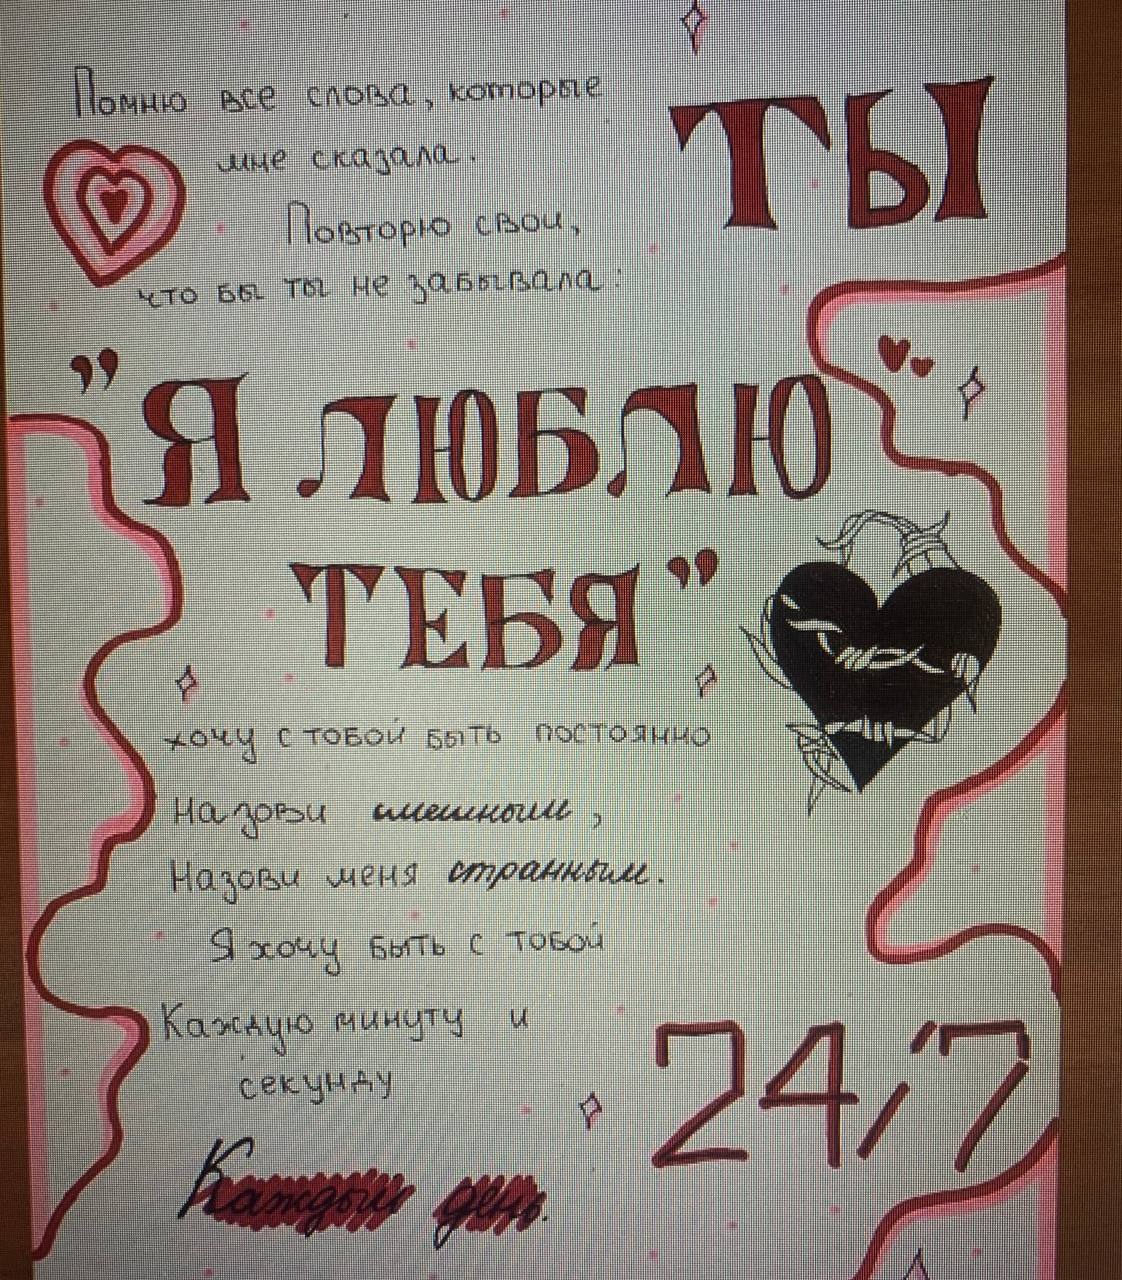 Помню все слова, которые ТЫ
мне сказала.
Повторю свои,
что бы ты не забывала:
"Я ЛЮБЛЮ
ТЕБЯ"
хочу с тобой быть постоянно
Назови смешным,
Назови меня странным.
Я хочу быть с тобой
Каждую минуту и
секунду
24/7
Каждый день.